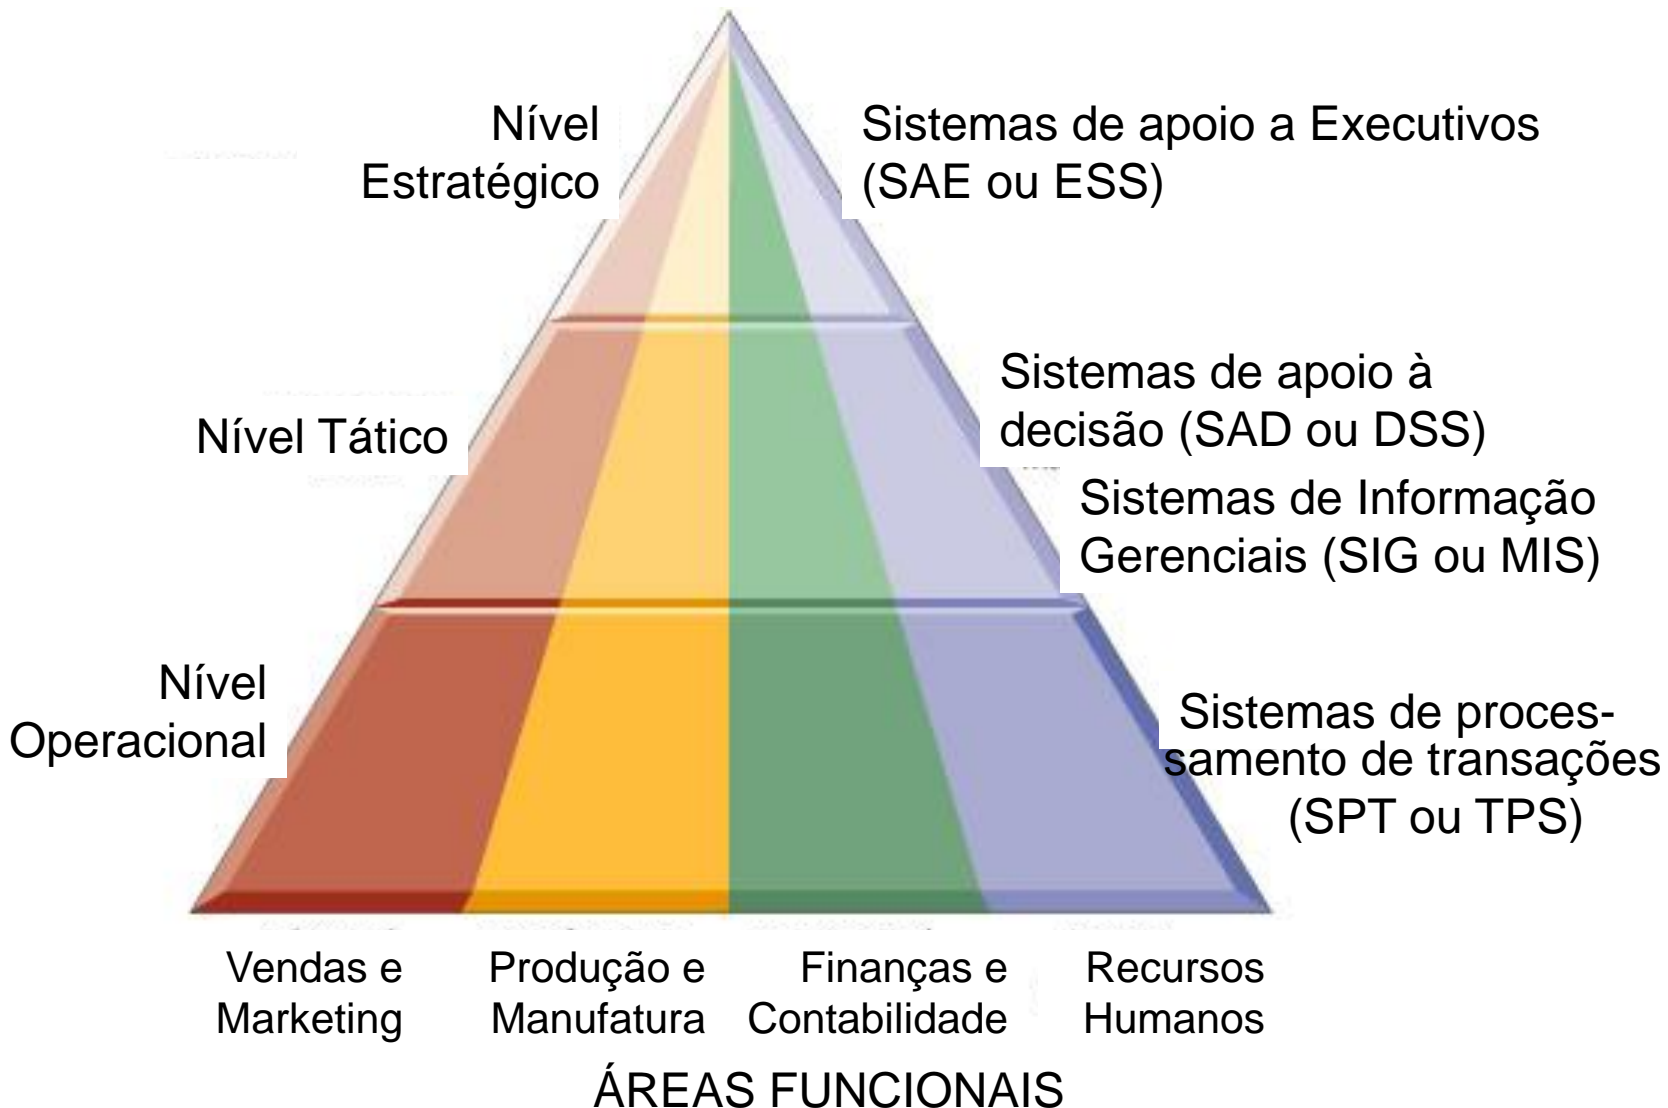 Nível
Estratégico
Sistemas de apoio a Executivos
(SAE ou ESS)
Nível Tático
Sistemas de apoio à
decisão (SAD ou DSS)
Sistemas de Informação
Gerenciais (SIG ou MIS)
Nível
Operacional
Sistemas de proces-
samento de transações
(SPT ou TPS)
Vendas e
Marketing
Produção e
Manufatura
Finanças e
Contabilidade
Recursos
Humanos
ÁREAS FUNCIONAIS